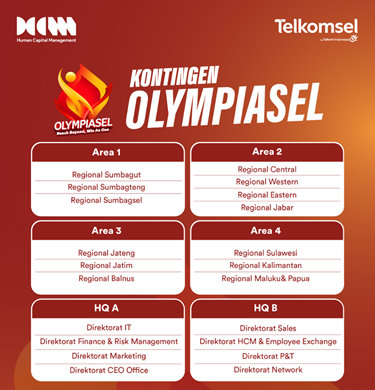 HCM
Human Capital Management
Telkomsel
by Telkom Indonesia
OLYMPIASEL
Reach Beyond, Win As One
KONTINGEN
OLYMPIASEL
Area 1
Regional Sumbagut
Regional Sumbagteng
Regional Sumbagsel
Area 2
Regional Central
Regional Western
Regional Eastern
Regional Jabar
Area 3
Regional Jateng
Regional Jatim
Regional Balnus
Area 4
Regional Sulawesi
Regional Kalimantan
Regional Maluku& Papua
HQ A
Direktorat IT
Direktorat Finance & Risk Management
Direktorat Marketing
Direktorat CEO Office
HQ B
Direktorat Sales
Direktorat HCM & Employee Exchange
Direktorat P&T
Direktorat Network